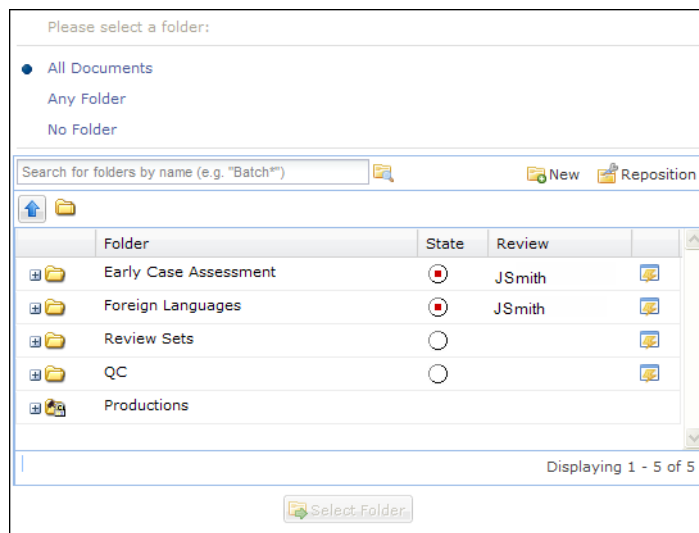 Please select a folder:
All Documents
Any Folder
No Folder
Search for folders by name (e.g. "Batch*") New Reposition
Folder State Review
Early Case Assessment JSmith
Foreign Languages JSmith
Review Sets
QC
Productions
Displaying 1 - 5 of 5
Select Folder